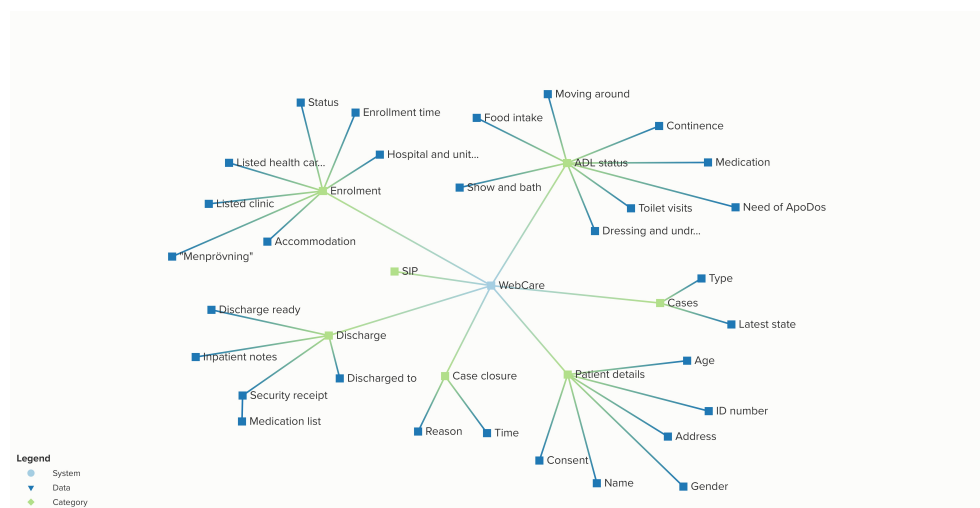 Moving around
Status
Enrollment time
Food intake
Continence
Hospital and unit...
Listed health car...
ADL status
Medication
Show and bath
Enrolment
Listed clinic
Toilet visits
Need of ApoDos
Dressing and undr...
Accommodation
"Menprövning"
SIP
Type
WebCare
Cases
Discharge ready
Latest state
Discharge
Inpatient notes
Age
Discharged to
Case closure
Patient details
Security receipt
ID number
Medication list
Reason
Time
Address
Consent
Name
Gender
Legend
System
Data
Category